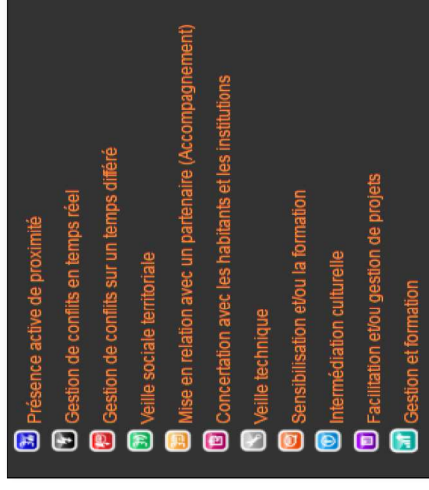 Présence active de proximité
Gestion de conflits en temps réel
Gestion de conflits sur un temps différé
Veille sociale territoriale
Mise en relation avec un partenaire (Accompagnement)
Concertation avec les habitants et les institutions
Veille technique
Sensibilisation et/ou la formation
Intermédiation culturelle
Facilitation et/ou gestion de projets
Gestion et formation